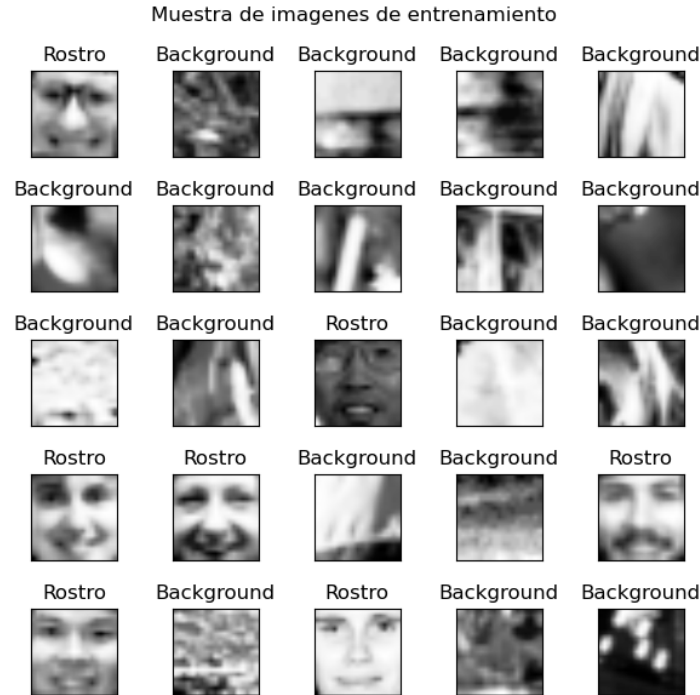 Muestra de imagenes de entrenamiento
Rostro Background Background Background Background
Background Background Background Background Background
Background Background Rostro Background Background
Rostro Rostro Background Background Rostro
Rostro Background Rostro Background Background